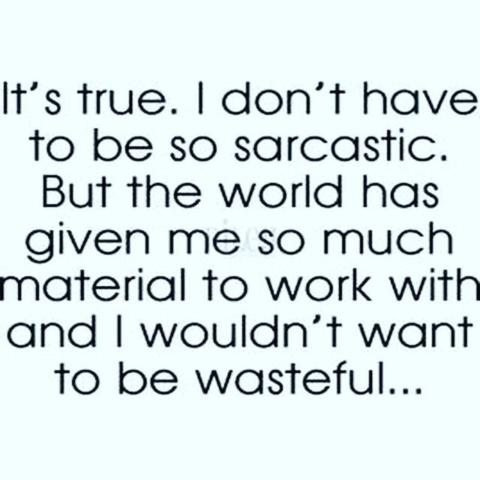 It's true. I don't have
to be so sarcastic.
But the world has
given me so much
material to work with
and I wouldn't want
to be wasteful...